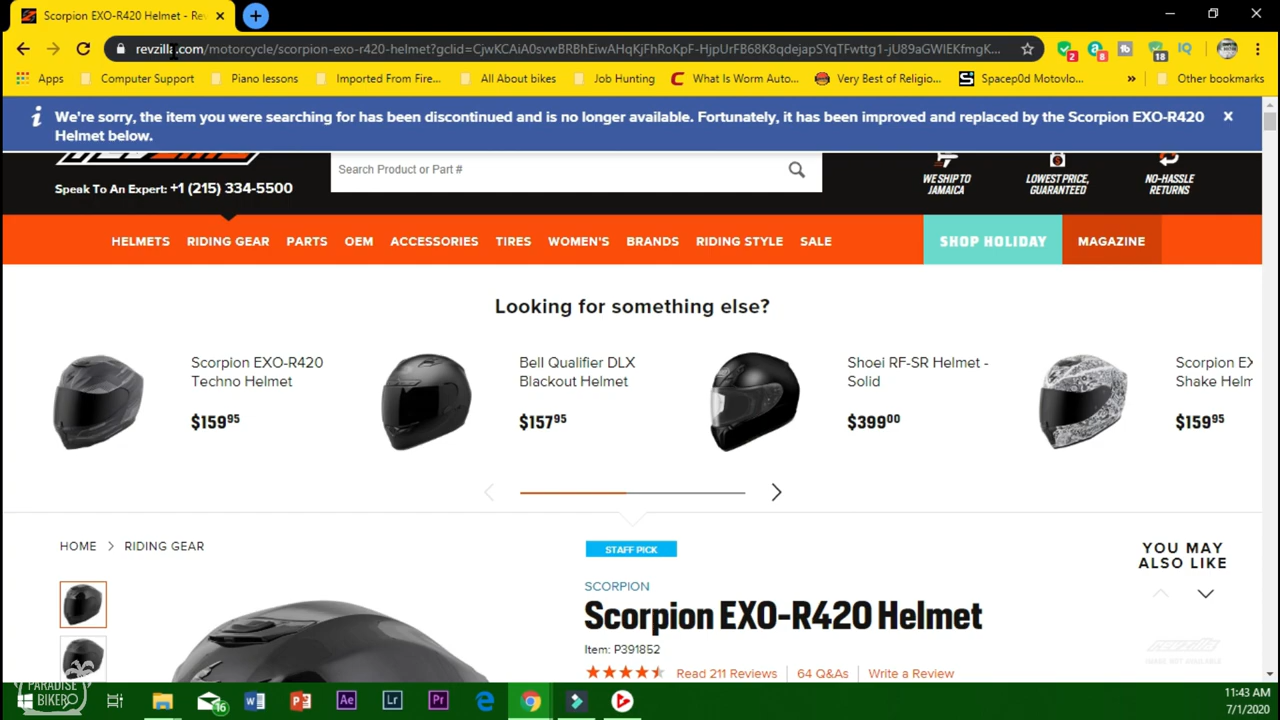 Scorpion EXO-R420 Helmet - Rev
revzilla.com/motorcycle/scorpion-exo-r420-helmet?gclid=CjwKCAiA0svwBRBhEiwAHqKjFhRoKpF-HjpUrFB68K8qdejapSYqTFwttg1-jU89aGWIEKfmgK...
2 8 18 IQ
Apps Computer Support Piano lessons Imported From Fire... All About bikes Job Hunting What Is Worm Auto... Very Best of Religio... Spacep0d Motovlo... » Other bookmarks
We're sorry, the item you were searching for has been discontinued and is no longer available. Fortunately, it has been improved and replaced by the Scorpion EXO-R420
Helmet below.
Speak To An Expert: +1 (215) 334-5500
Search Product or Part #
WE SHIP TO
JAMAICA
LOWEST PRICE,
GUARANTEED
NO-HASSLE
RETURNS
HELMETS RIDING GEAR PARTS OEM ACCESSORIES TIRES WOMEN'S BRANDS RIDING STYLE SALE SHOP HOLIDAY MAGAZINE
Looking for something else?
Scorpion EXO-R420
Techno Helmet
$159.95
Bell Qualifier DLX
Blackout Helmet
$157.95
Shoei RF-SR Helmet -
Solid
$399.00
Scorpion EX
Shake Helm
$159.95
HOME > RIDING GEAR
STAFF PICK
SCORPION
Scorpion EXO-R420 Helmet
Item: P391852
Read 211 Reviews 64 Q&As Write a Review
YOU MAY
ALSO LIKE
revzilla
PARADISE
BIKERO
16
Ae Lr Pr
11:43 AM
7/1/2020